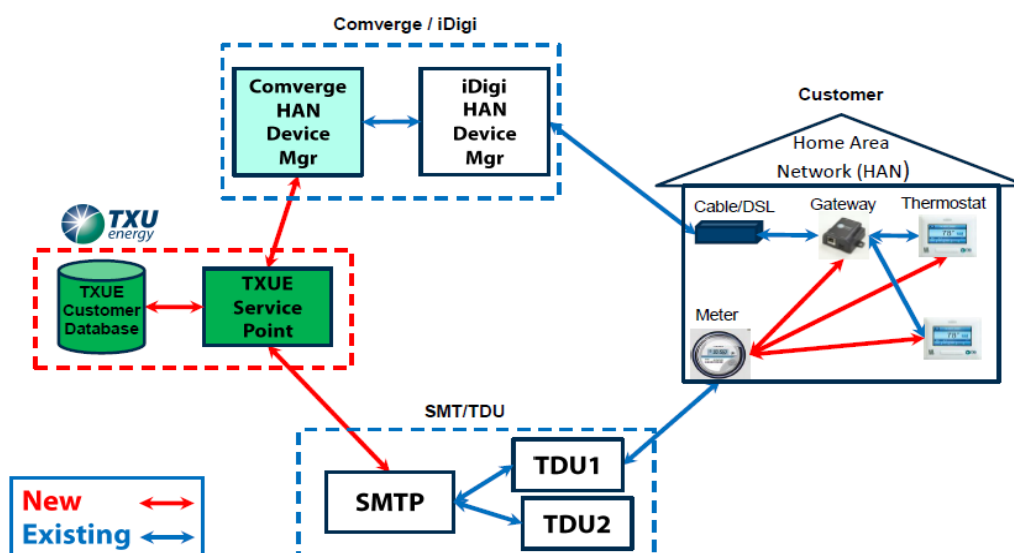 Comverge / iDigi
Comverge
HAN
Device
Mgr
iDigi
HAN
Device
Mgr
Customer
Home Area
Network (HAN)
Cable/DSL
Gateway
Thermostat
TXU
energy
TXUE
Customer
Database
TXUE
Service
Point
Meter
SMT/TDU
SMTP
TDU1
TDU2
New
Existing